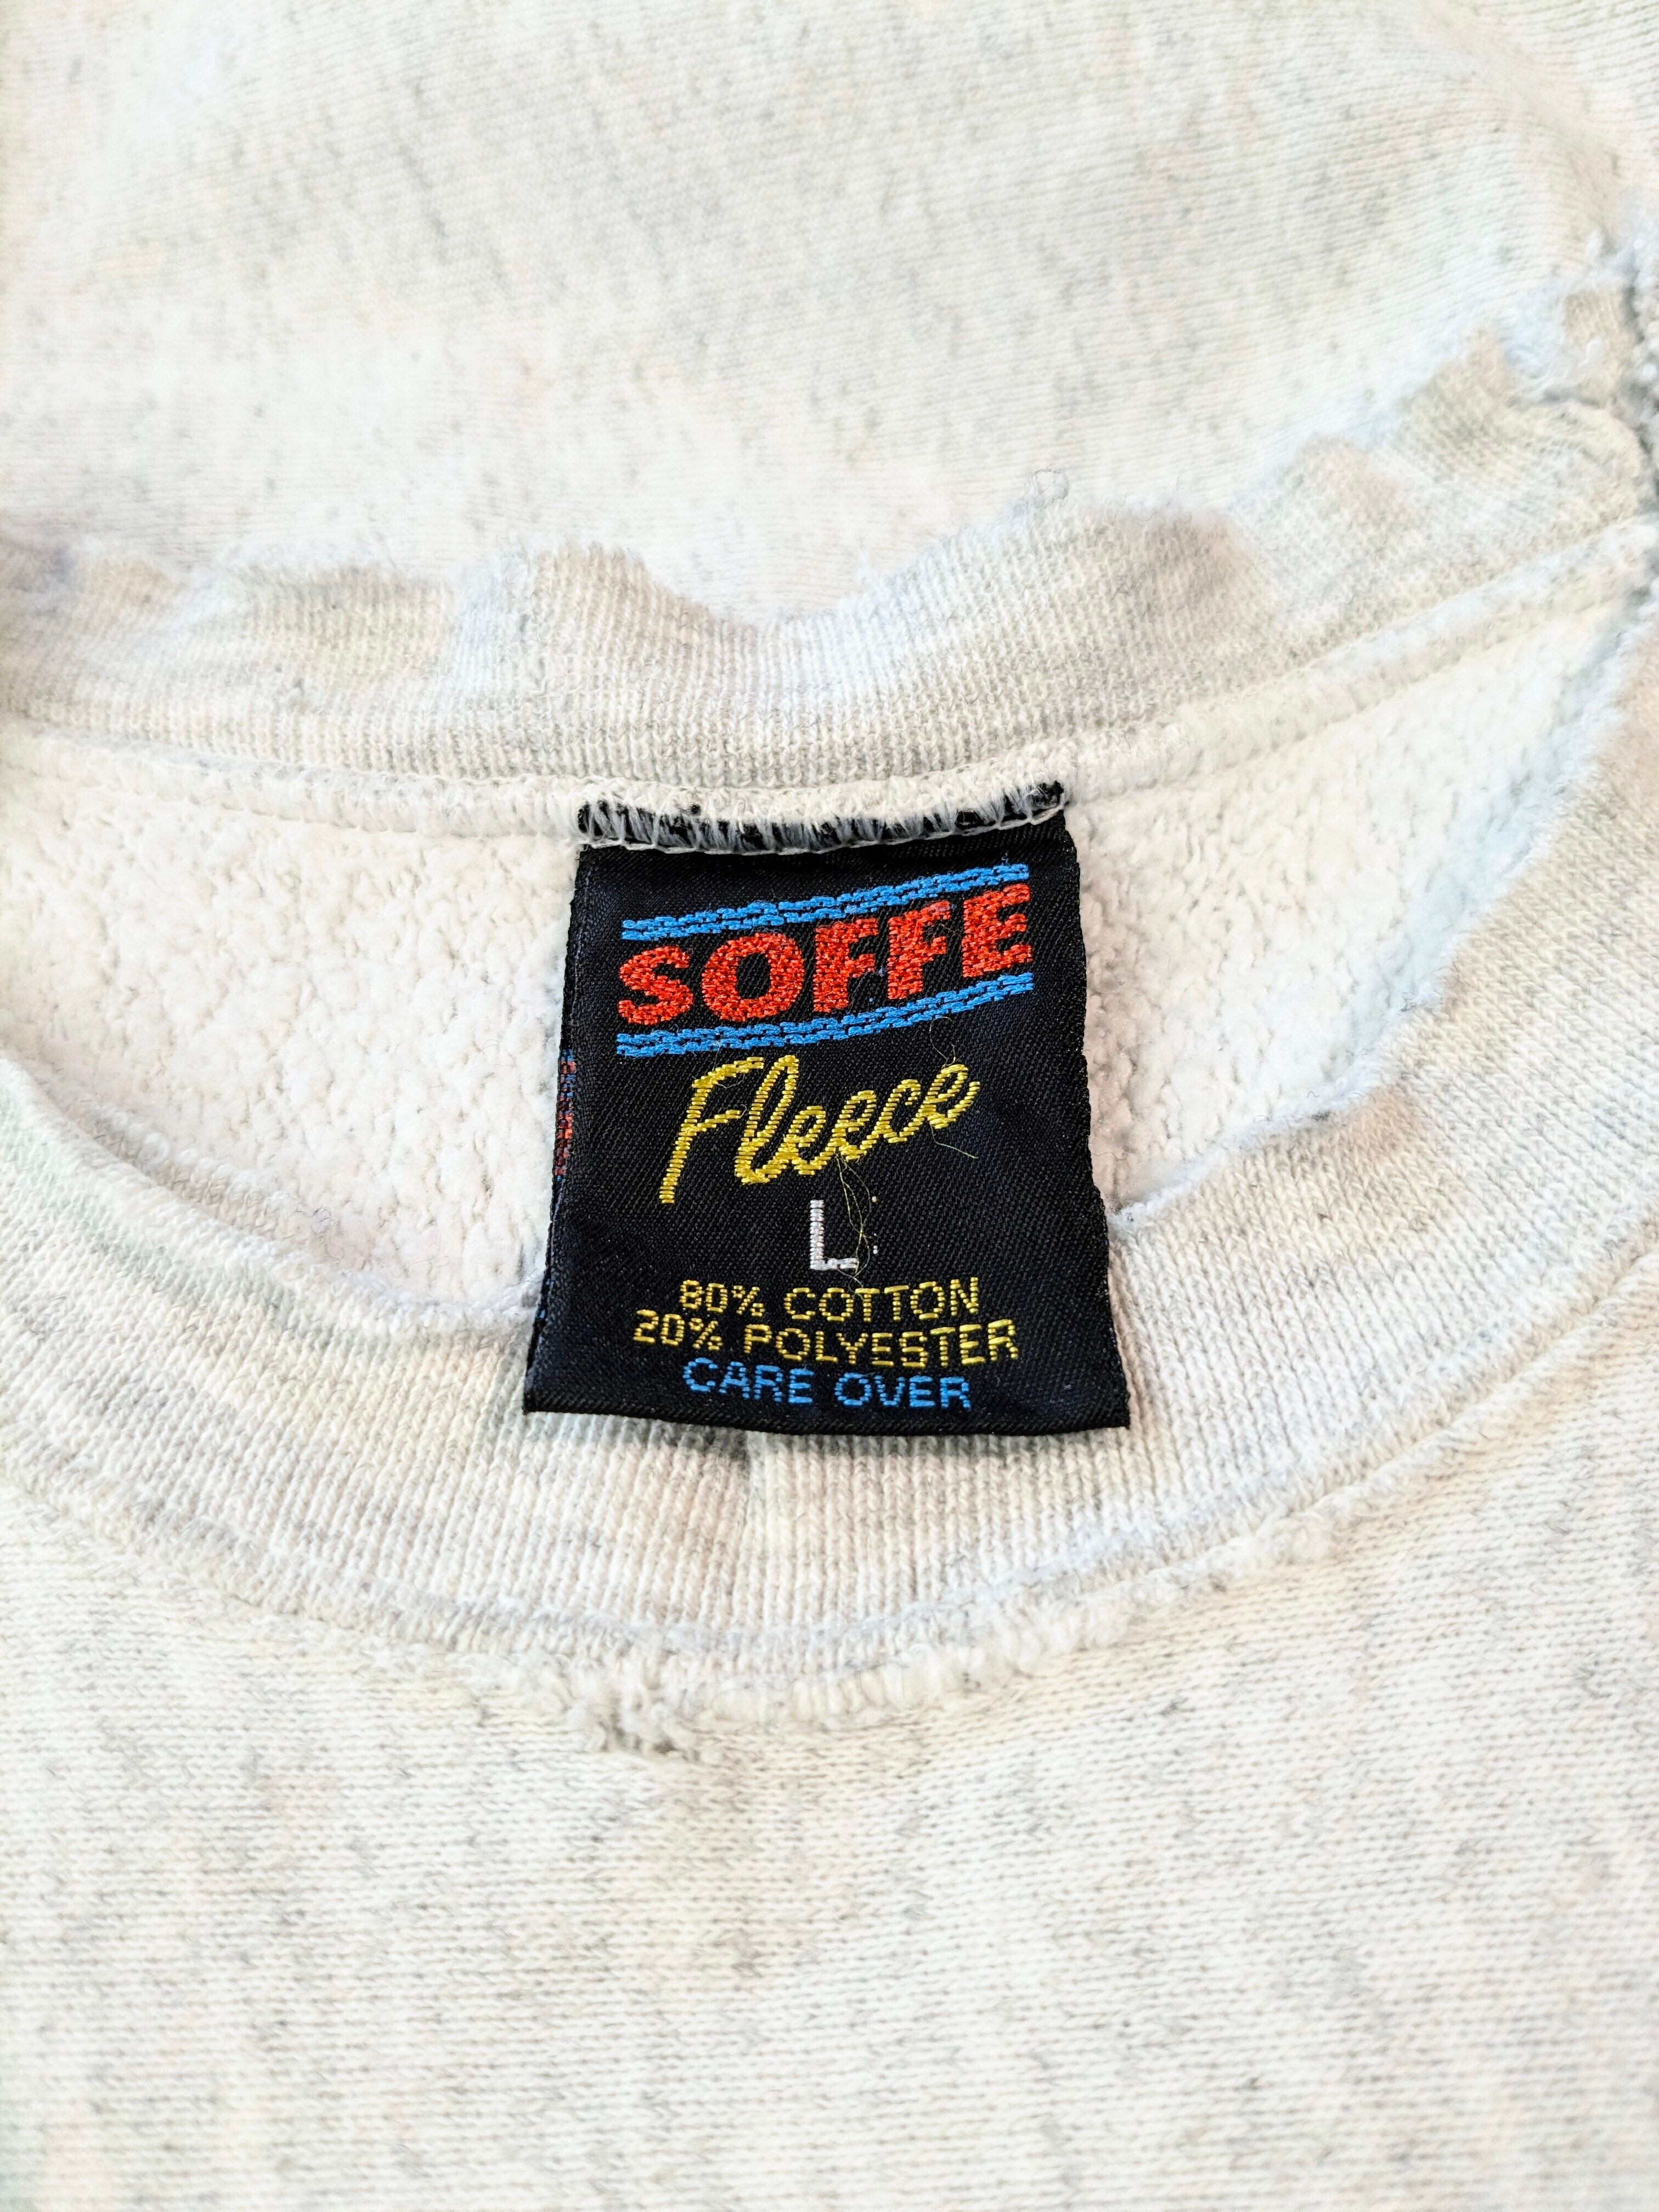 SOFFE
Fleece
L
80% COTTON
20% POLYESTER
CARE OVER